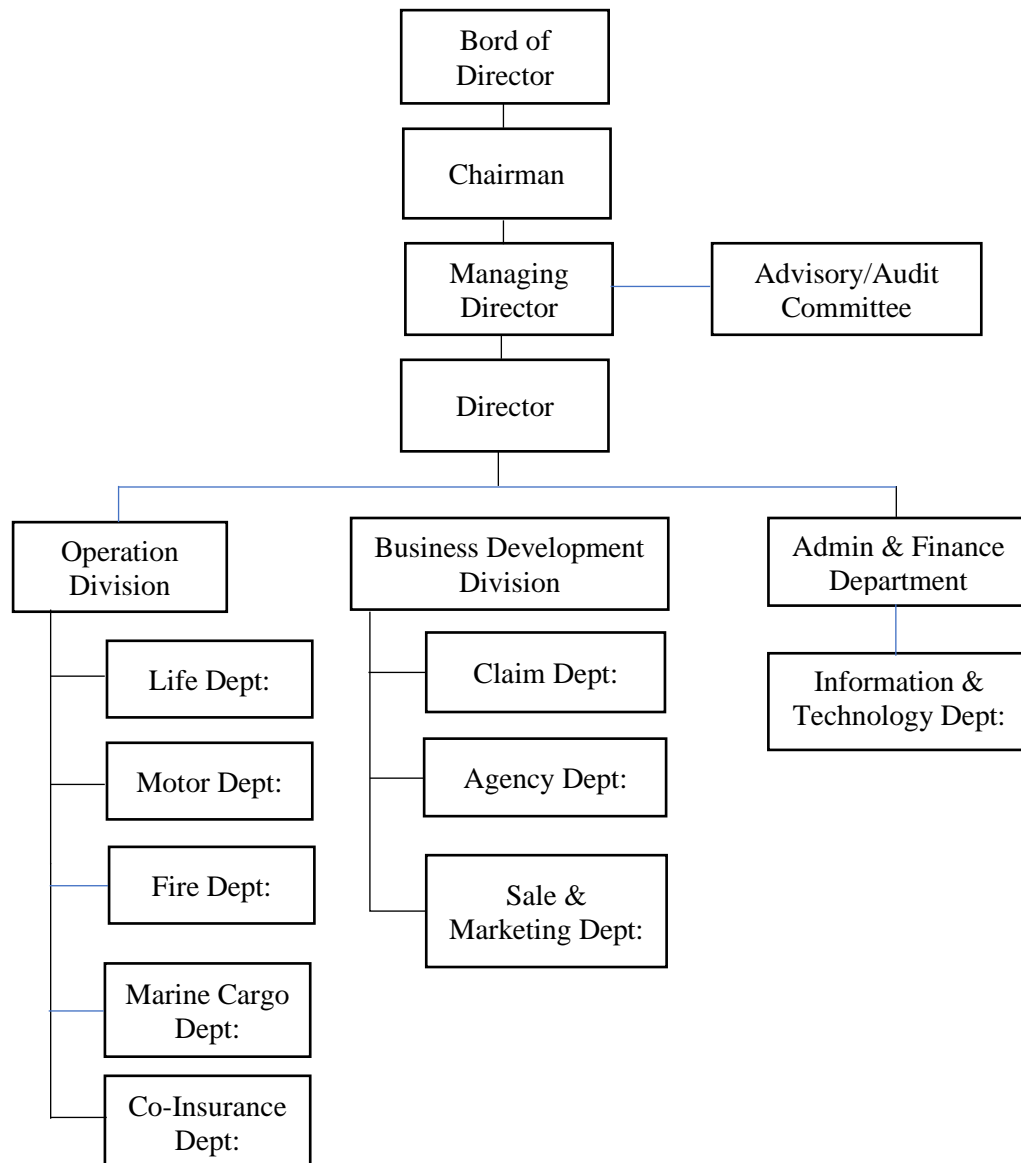 Bord of
Director
Chairman
Managing
Director
Advisory/Audit
Committee
Director
Operation
Division
Business Development
Division
Admin & Finance
Department
Life Dept:
Motor Dept:
Fire Dept:
Marine Cargo
Dept:
Co-Insurance
Dept:
Claim Dept:
Agency Dept:
Sale &
Marketing Dept:
Information &
Technology Dept: